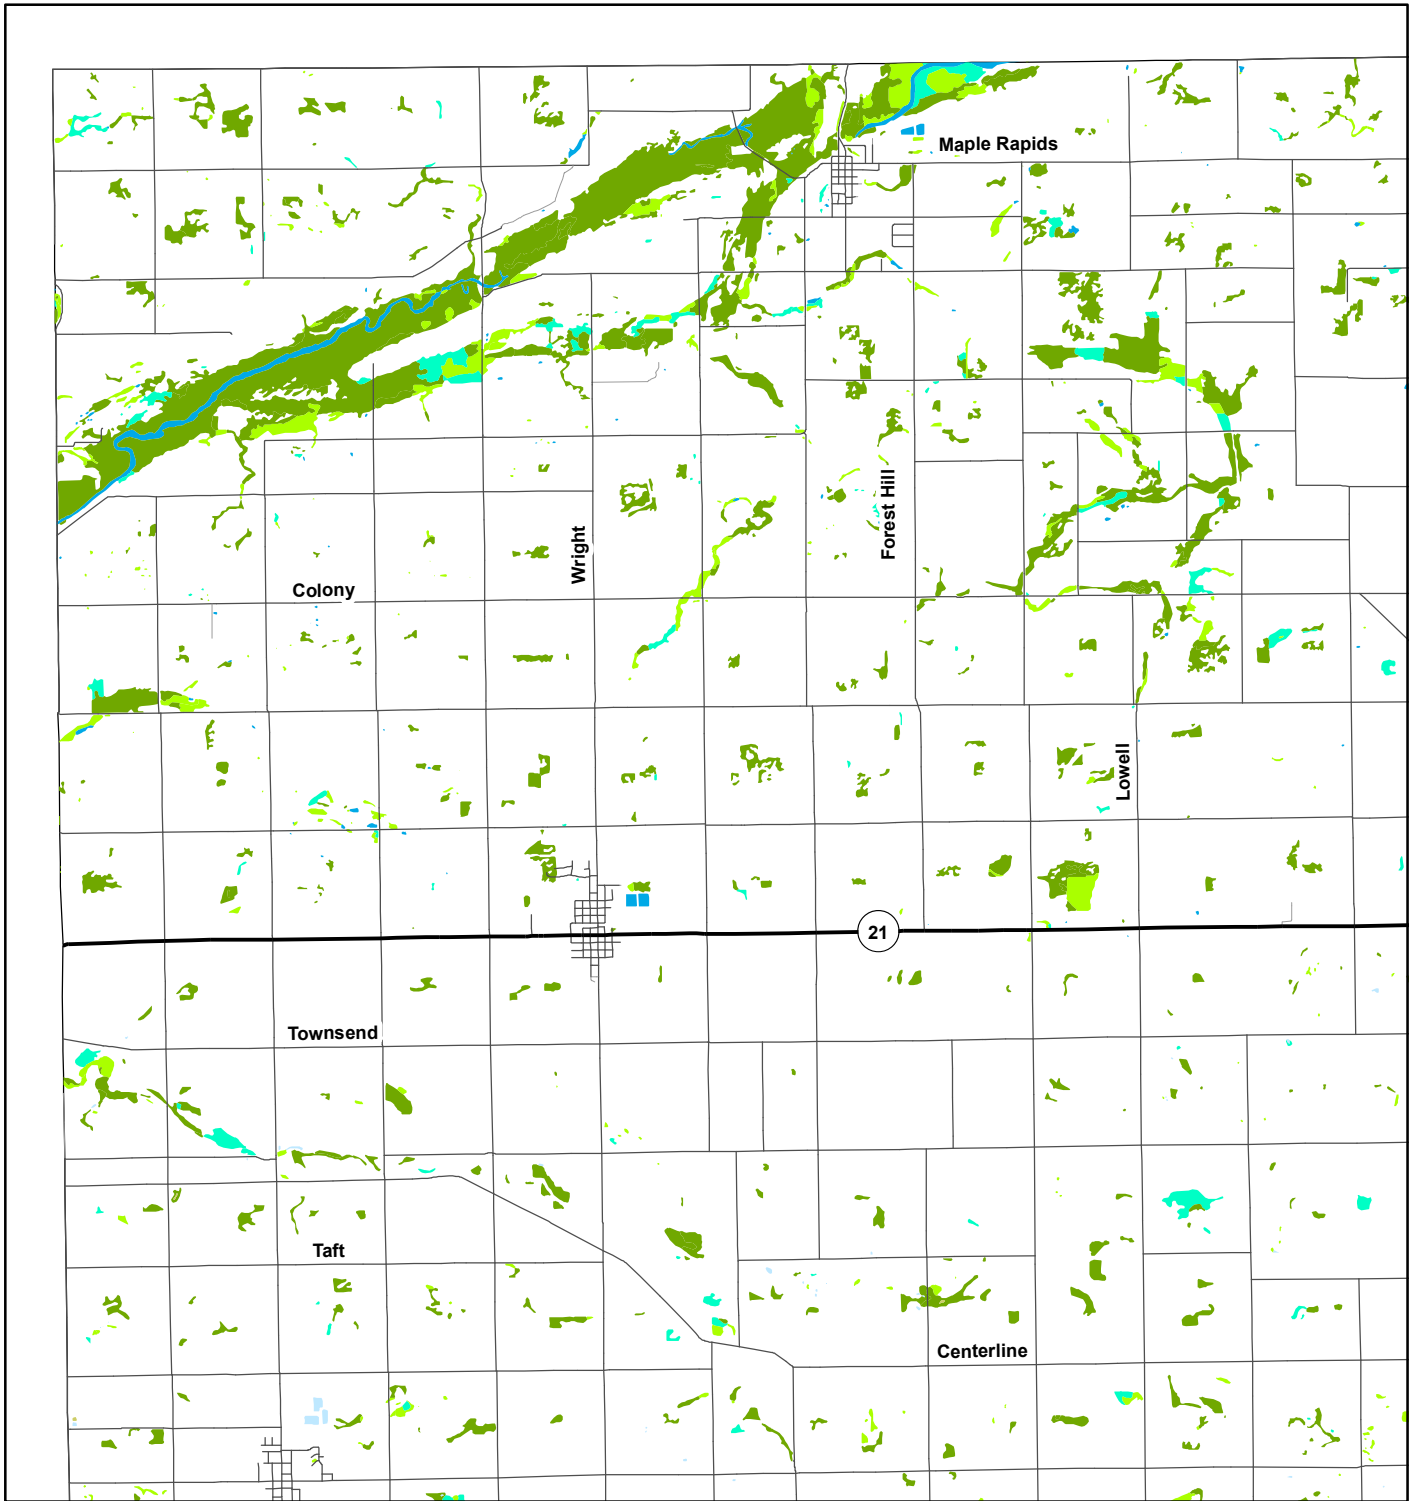 Maple Rapids
Forest Hill
Wright
Colony
Lowell
21
Townsend
Taft
Centerline